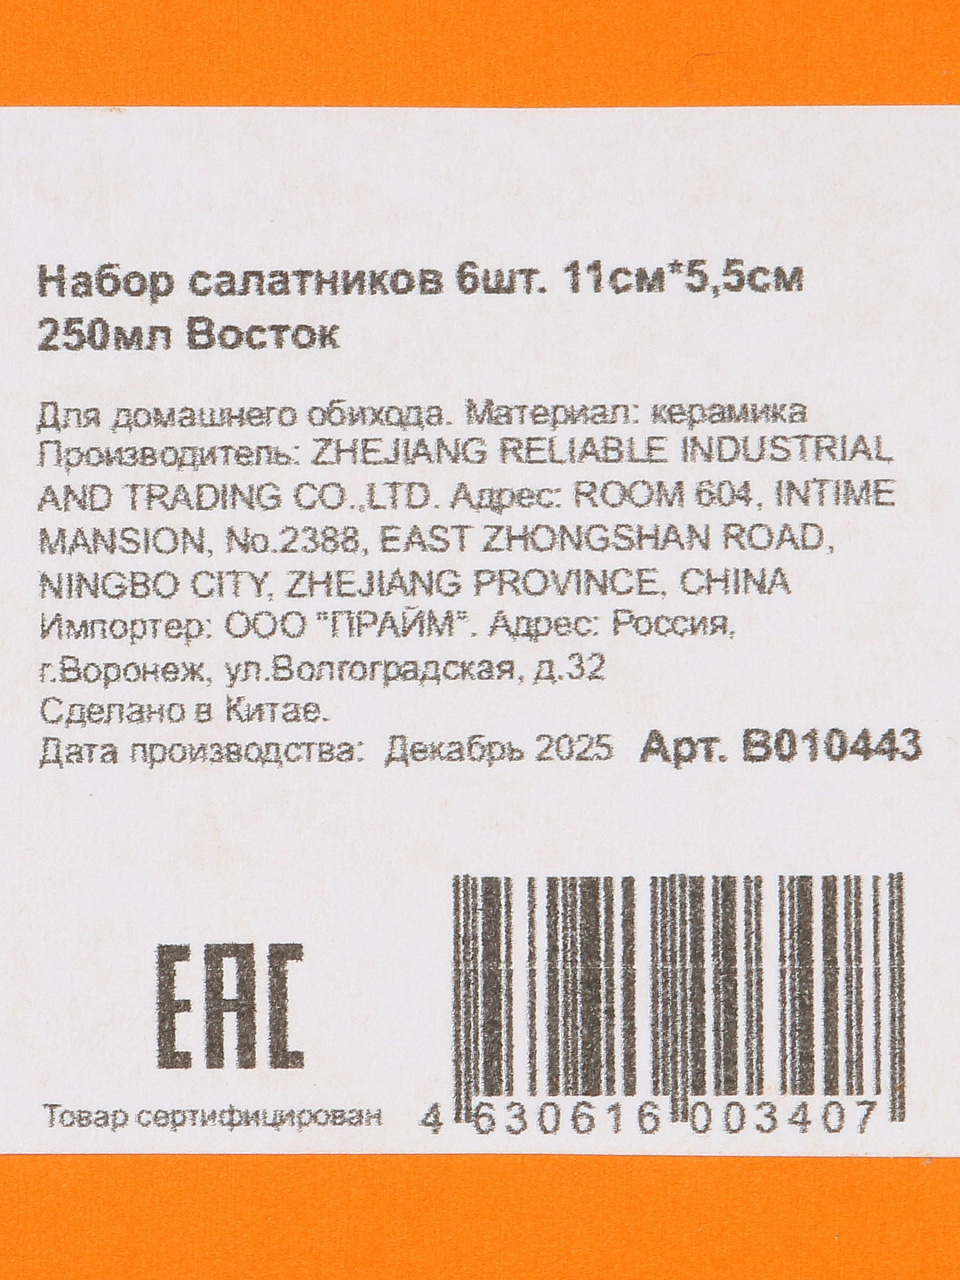 Набор салатников 6шт. 11см*5,5см
250мл Восток
Для домашнего обихода. Материал: керамика
Производитель: ZHEJIANG RELIABLE INDUSTRIAL
AND TRADING CO.,LTD. Адрес: ROOM 604, INTIME
MANSION, No.2388, EAST ZHONGSHAN ROAD,
NINGBO CITY, ZHEJIANG PROVINCE, CHINA
Импортер: ООО "ПРАЙМ". Адрес: Россия,
г.Воронеж, ул.Волгоградская, д.32
Сделано в Китае.
Дата производства: Декабрь 2025 Арт. B010443
EAC
Товар сертифицирован
4 630616 003407